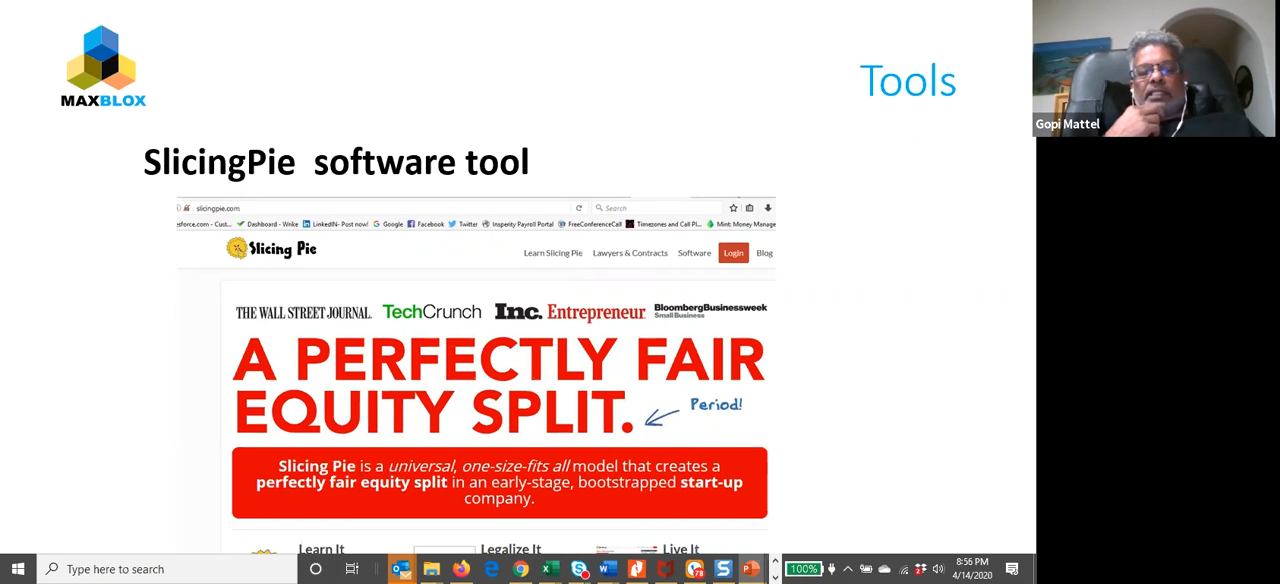 MAXBLOX
Tools
Gopi Mattel
SlicingPie software tool
slicingpie.com
Search
esforce.com - Cust... Dashboard - Wrike LinkedIN- Post now! Google Facebook Twitter Insperity Payroll Portal FreeConferenceCall Timezones and Call Pl... Mint: Money Manage
Slicing Pie
Learn Slicing Pie Lawyers & Contracts Software Login Blog
THE WALL STREET JOURNAL. TechCrunch Inc. Entrepreneur BloombergBusinessweek
Small Business
A PERFECTLY FAIR
EQUITY SPLIT.
Period!
Slicing Pie is a universal, one-size-fits all model that creates a
perfectly fair equity split in an early-stage, bootstrapped start-up
company.
Learn It Legalize It Live It
Type here to search
100%
78
8:56 PM
4/14/2020